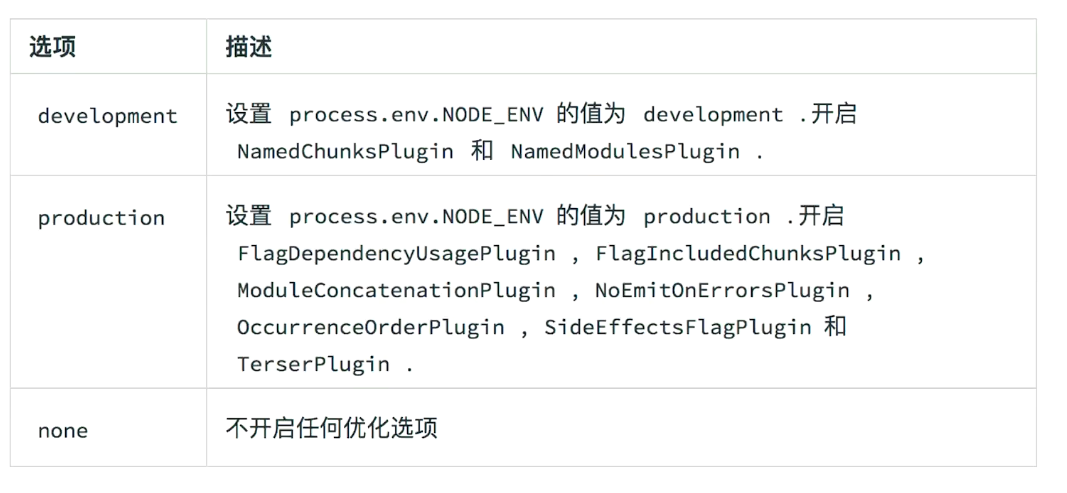 选项 描述
development 设置 process.env.NODE_ENV 的值为 development .开启
NamedChunksPlugin 和 NamedModulesPlugin .
production 设置 process.env.NODE_ENV 的值为 production .开启
FlagDependencyUsagePlugin , FlagIncludedChunksPlugin ,
ModuleConcatenationPlugin , NoEmitOnErrorsPlugin ,
OccurrenceOrderPlugin , SideEffectsFlagPlugin 和
TerserPlugin .
none 不开启任何优化选项